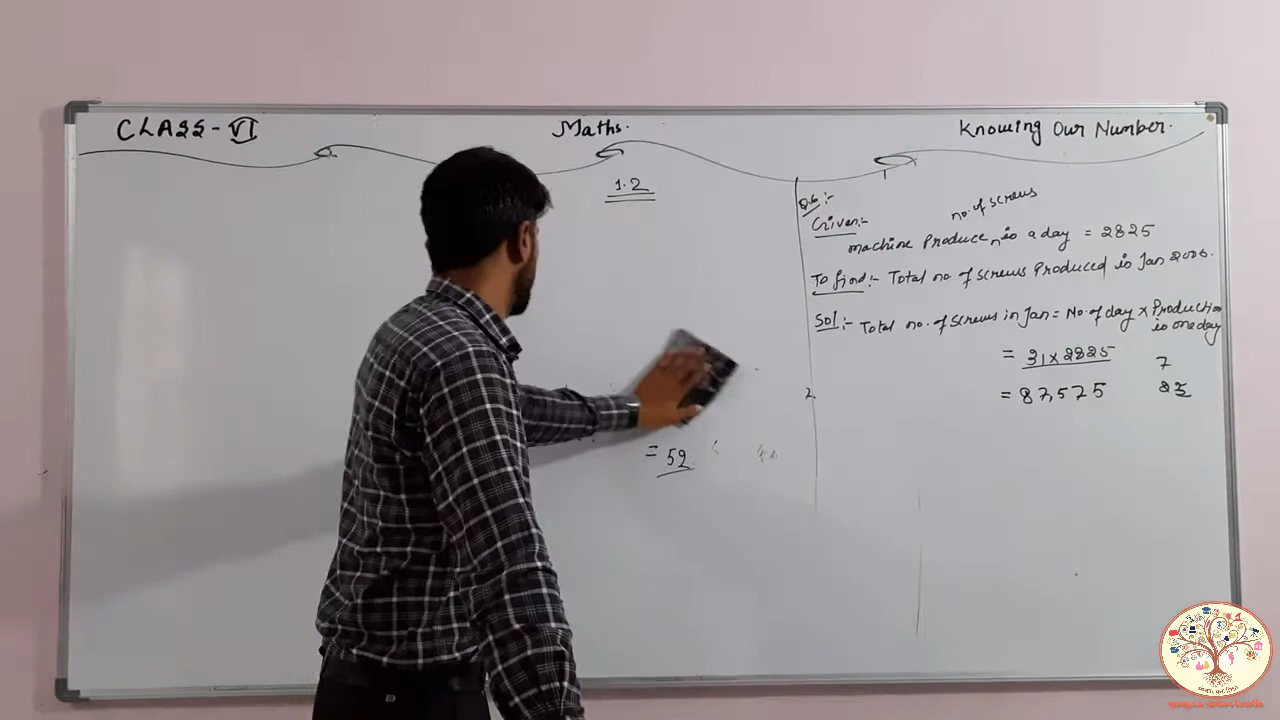 CLASS - VI
Maths.
Knowing Our Number.
1.2
Q6:-
Given:-
no. of screws
machine Produce in a day = 2825
To find:- Total no of screws Produced in Jan 2006.
Sol:- Total no. of screws in Jan = No. of day × Production in one day
= 31 × 2825
= 87,575
7
= 52